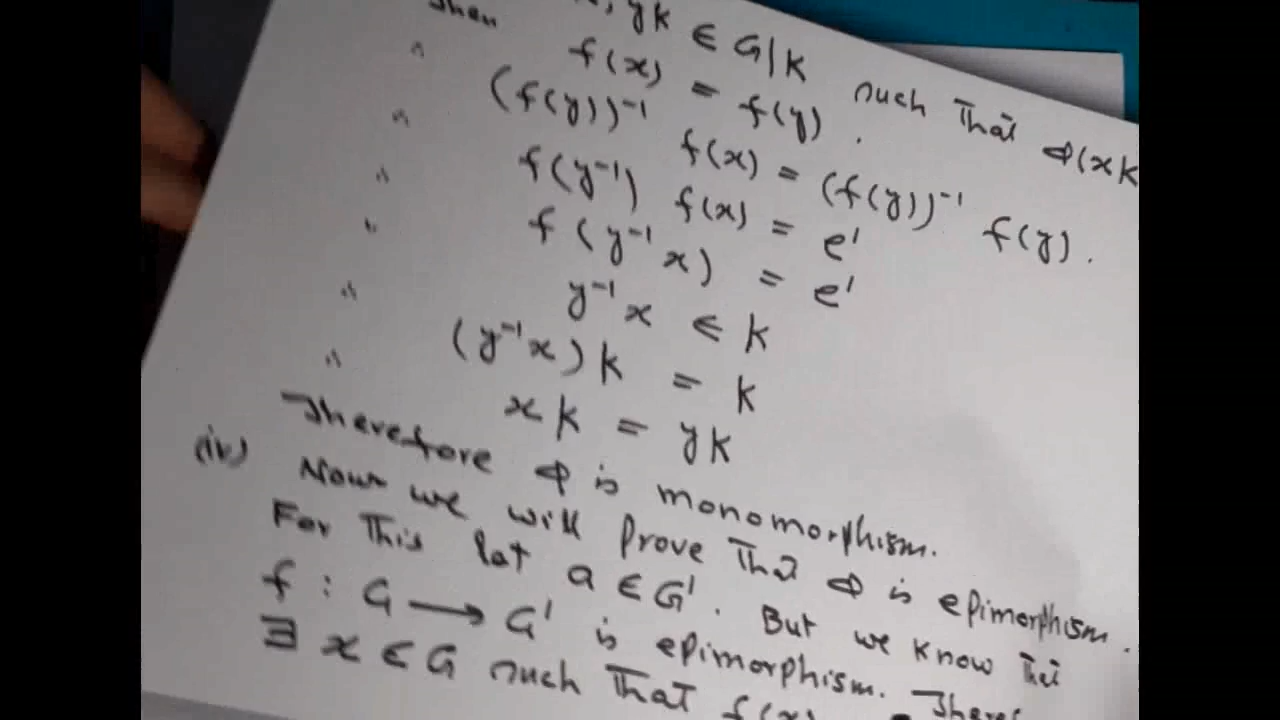 Then , yK ∈ G|K such that Φ(xK
" f(x) = f(y).
" (f(y))⁻¹ f(x) = (f(y))⁻¹ f(y).
" f(y⁻¹) f(x) = e'
" f(y⁻¹x) = e'
y⁻¹x ∈ K
" (y⁻¹x)K = K
" xK = yK
Therefore Φ is monomorphism.
(iv) Now we will prove That Φ is epimorphism.
For This let a ∈ G'. But we know That
f : G ⟶ G' is epimorphism.
∃ x ∈ G such That f(x)